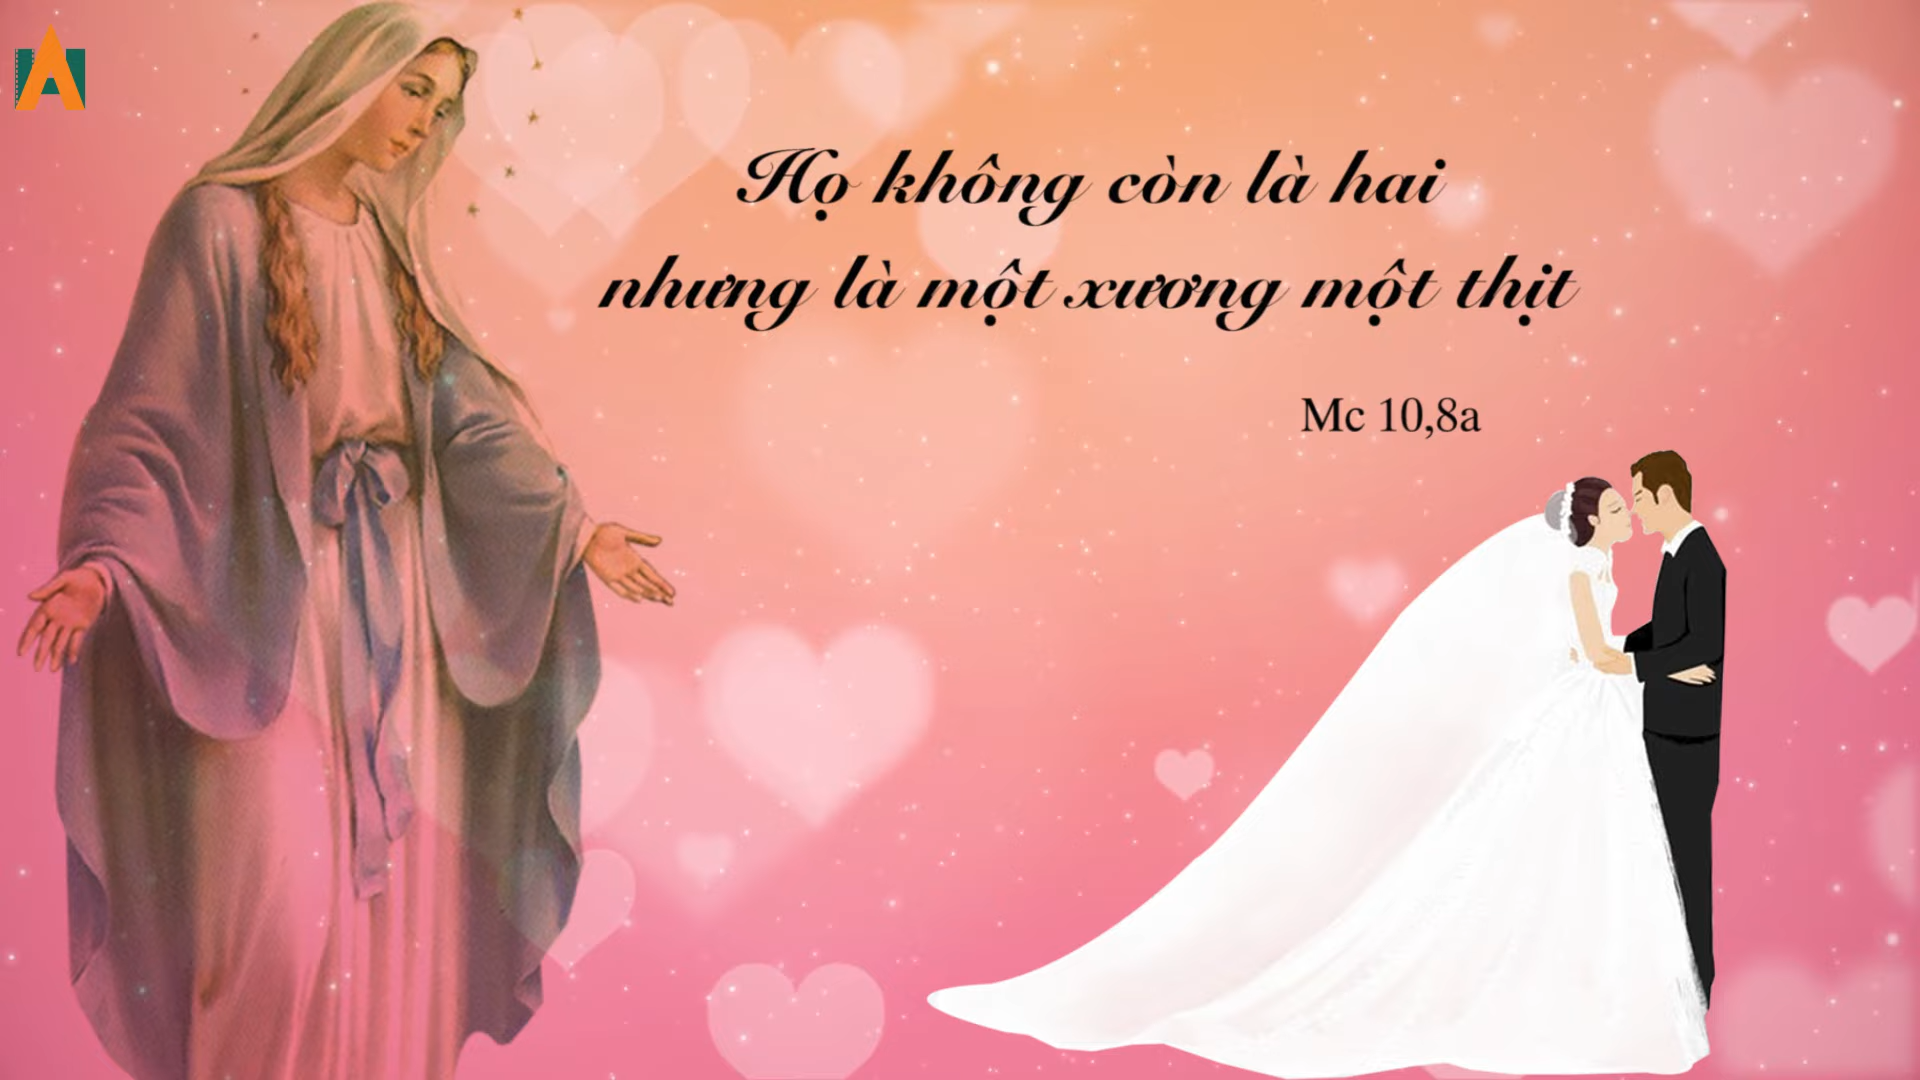 Họ không còn là hai
nhưng là một xương một thịt
Mc 10,8a